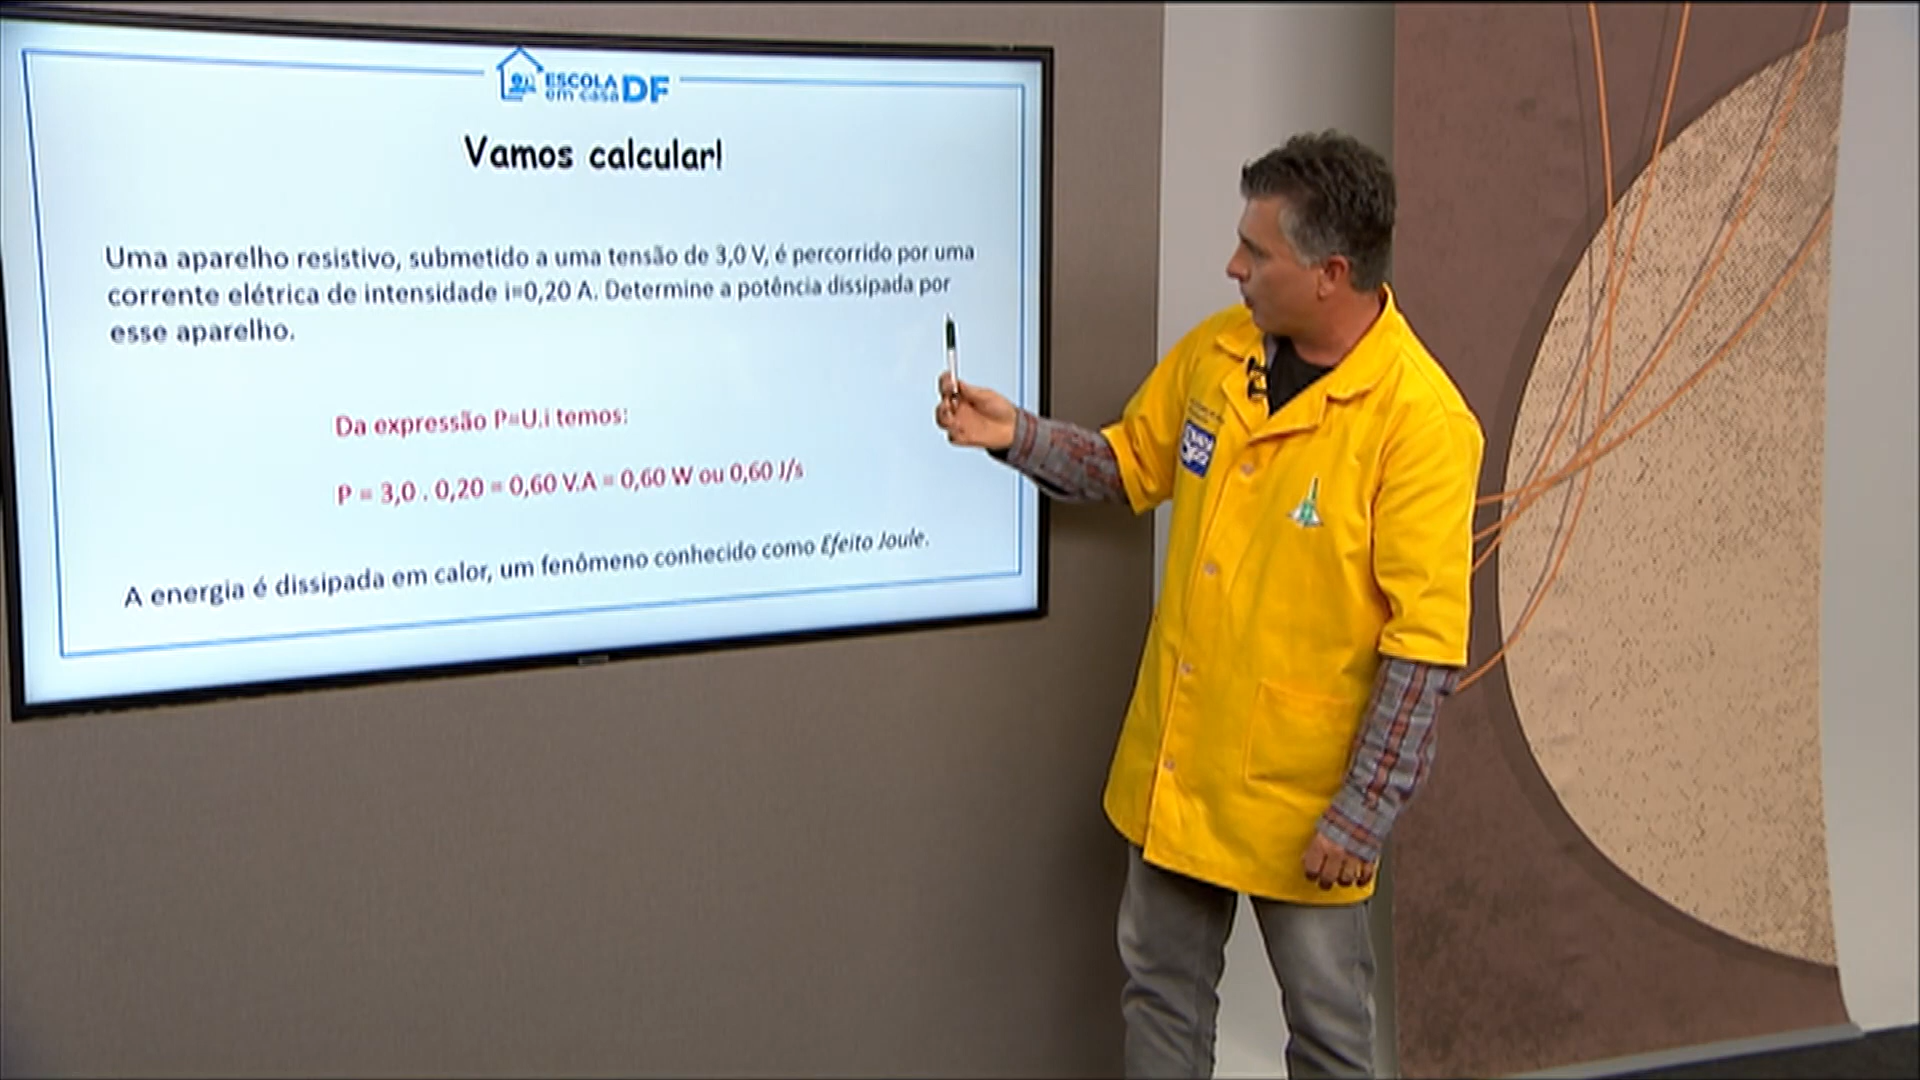 ESCOLA
em casa DF
Vamos calcular!
Uma aparelho resistivo, submetido a uma tensão de 3,0 V, é percorrido por uma
corrente elétrica de intensidade i=0,20 A. Determine a potência dissipada por
esse aparelho.
Da expressão P=U.i temos:
P = 3,0 . 0,20 = 0,60 V.A = 0,60 W ou 0,60 J/s
A energia é dissipada em calor, um fenômeno conhecido como Efeito Joule.